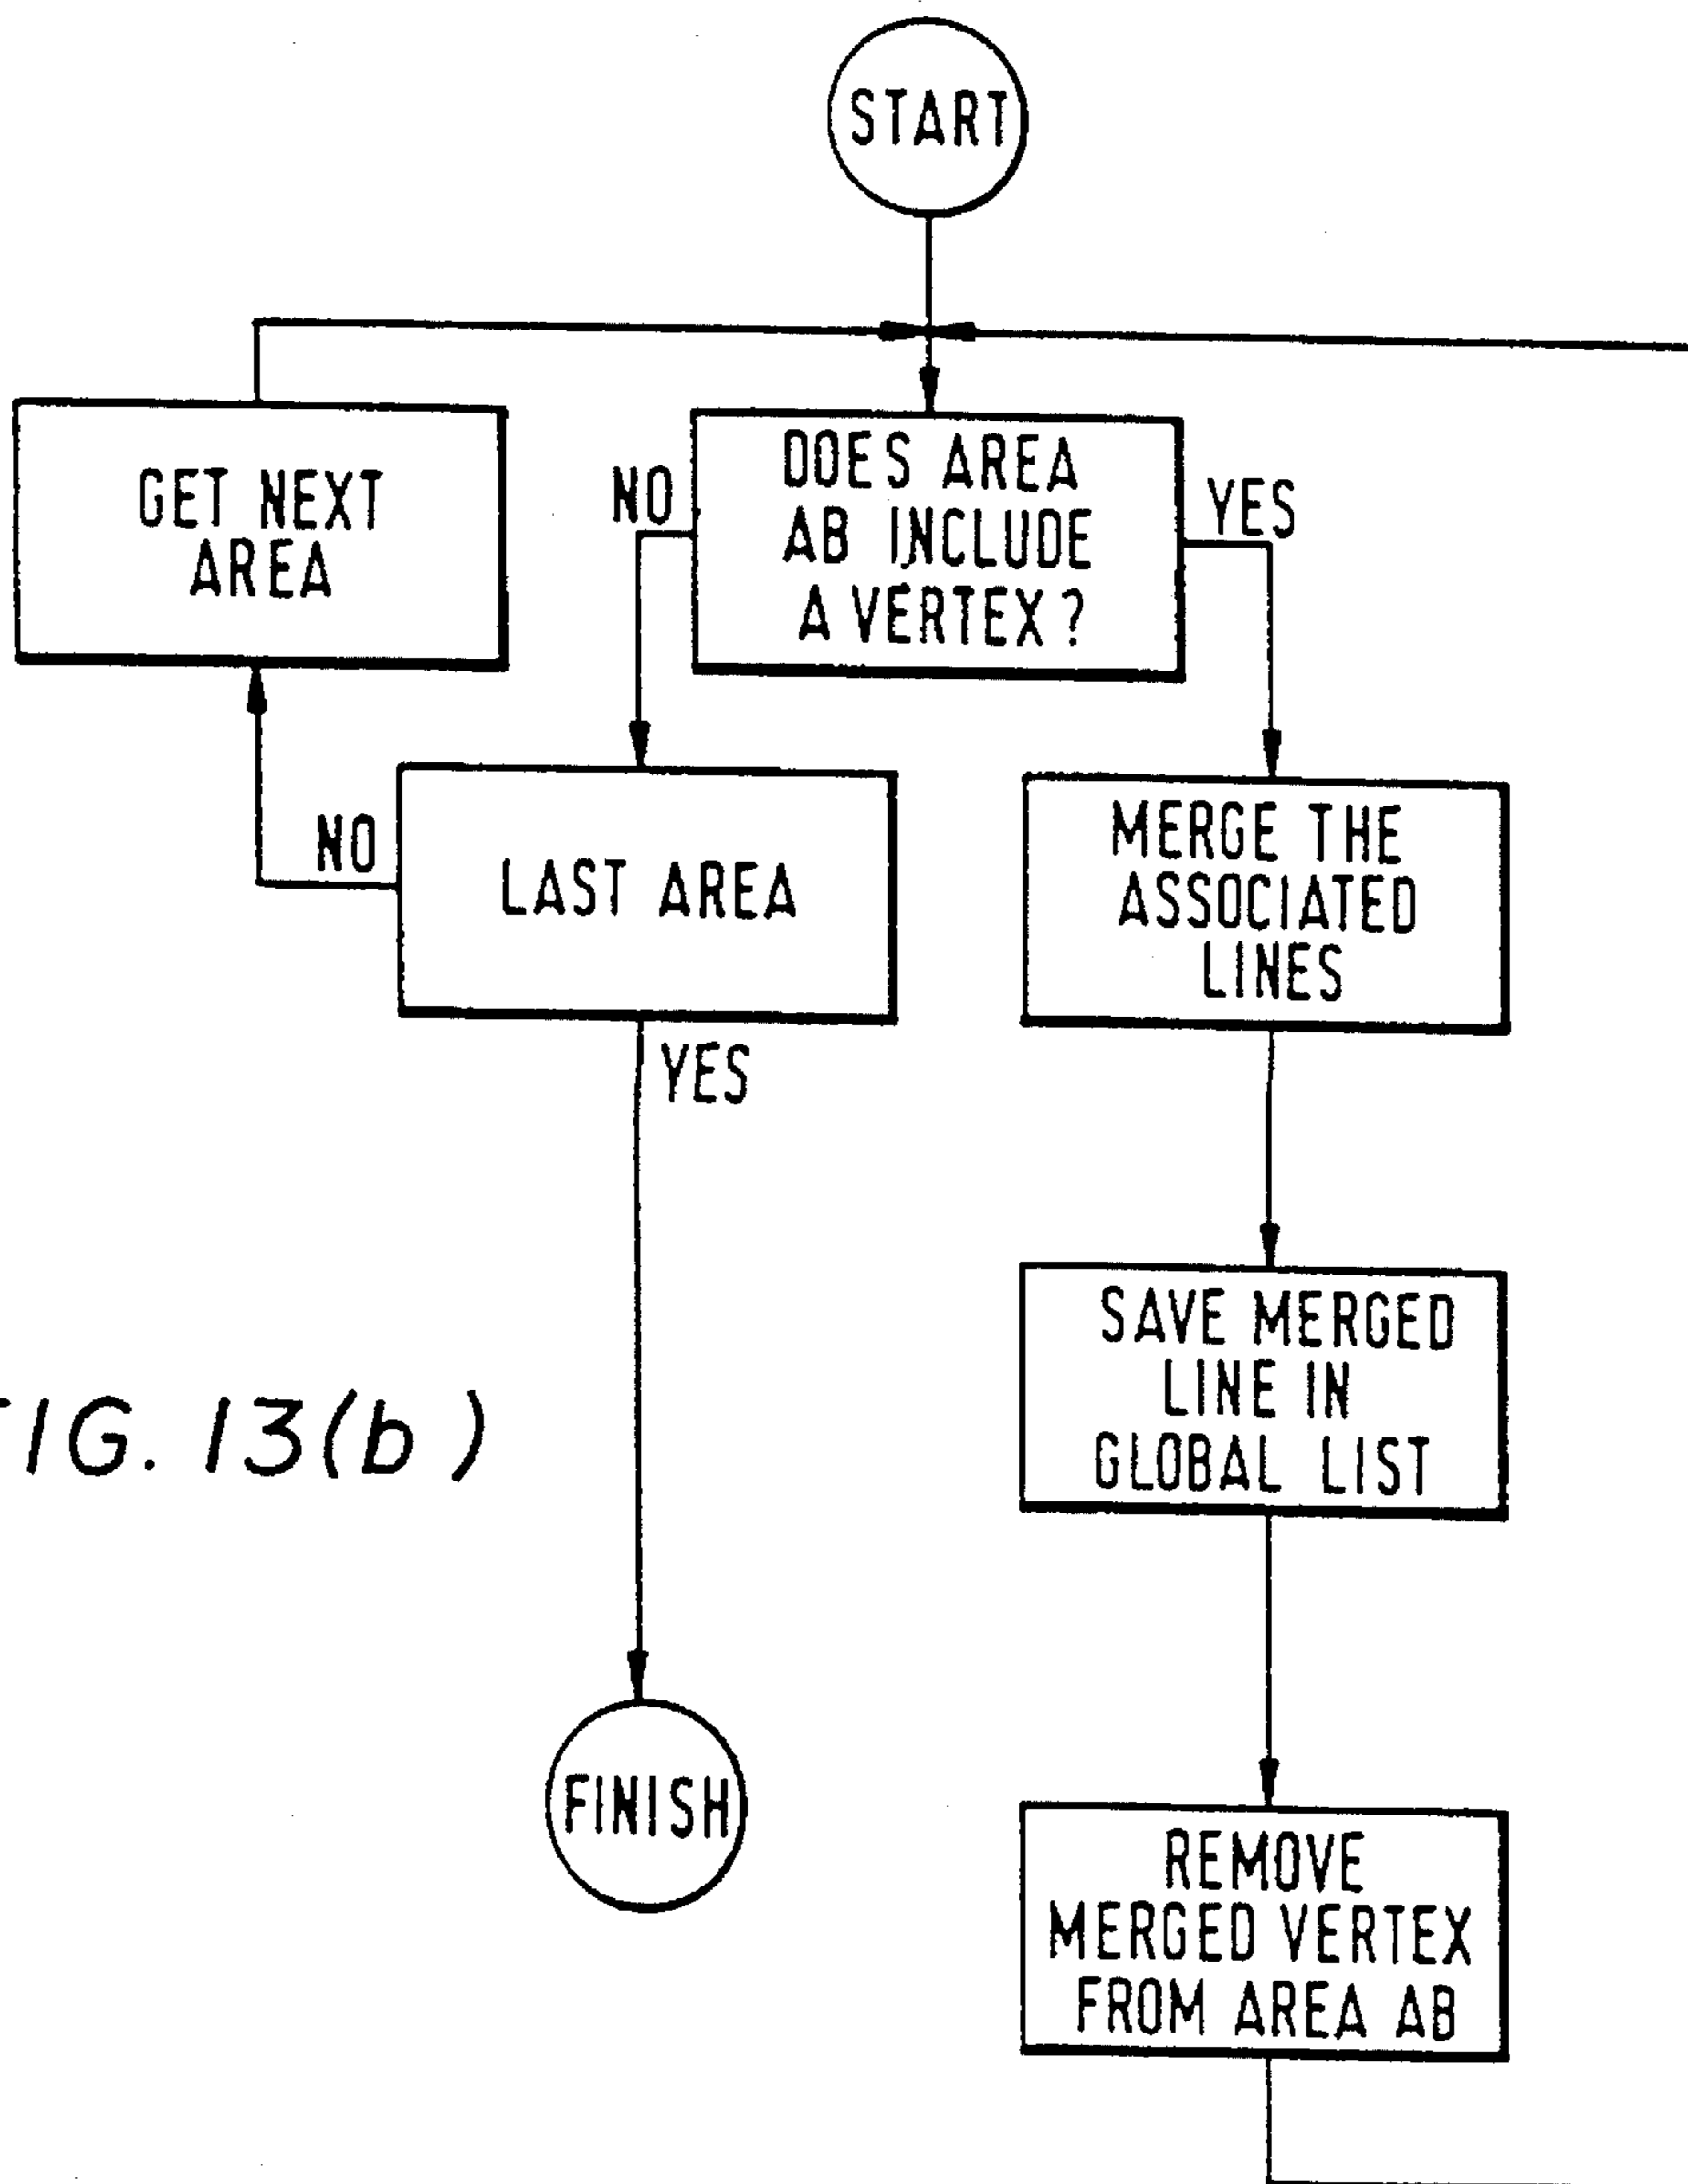 START
GET NEXT
AREA
NO
DOES AREA
AB INCLUDE
A VERTEX?
YES
NO
LAST AREA
YES
MERGE THE
ASSOCIATED
LINES
SAVE MERGED
LINE IN
GLOBAL LIST
FIG. 13(b)
FINISH
REMOVE
MERGED VERTEX
FROM AREA AB